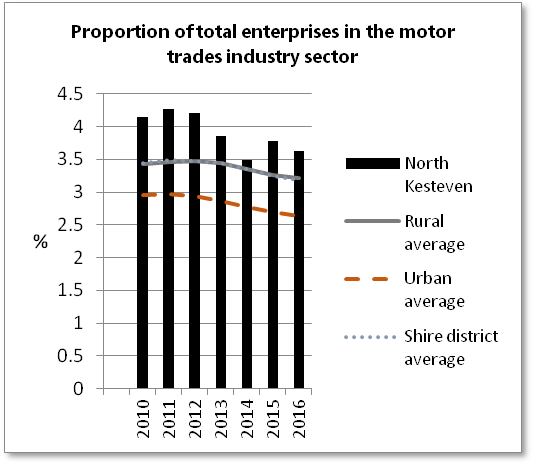 Proportion of total enterprises in the motor
trades industry sector
%
4.5
4
3.5
3
2.5
2
1.5
1
0.5
0
2010
2011
2012
2013
2014
2015
2016
North
Kesteven
Rural
average
Urban
average
Shire district
average